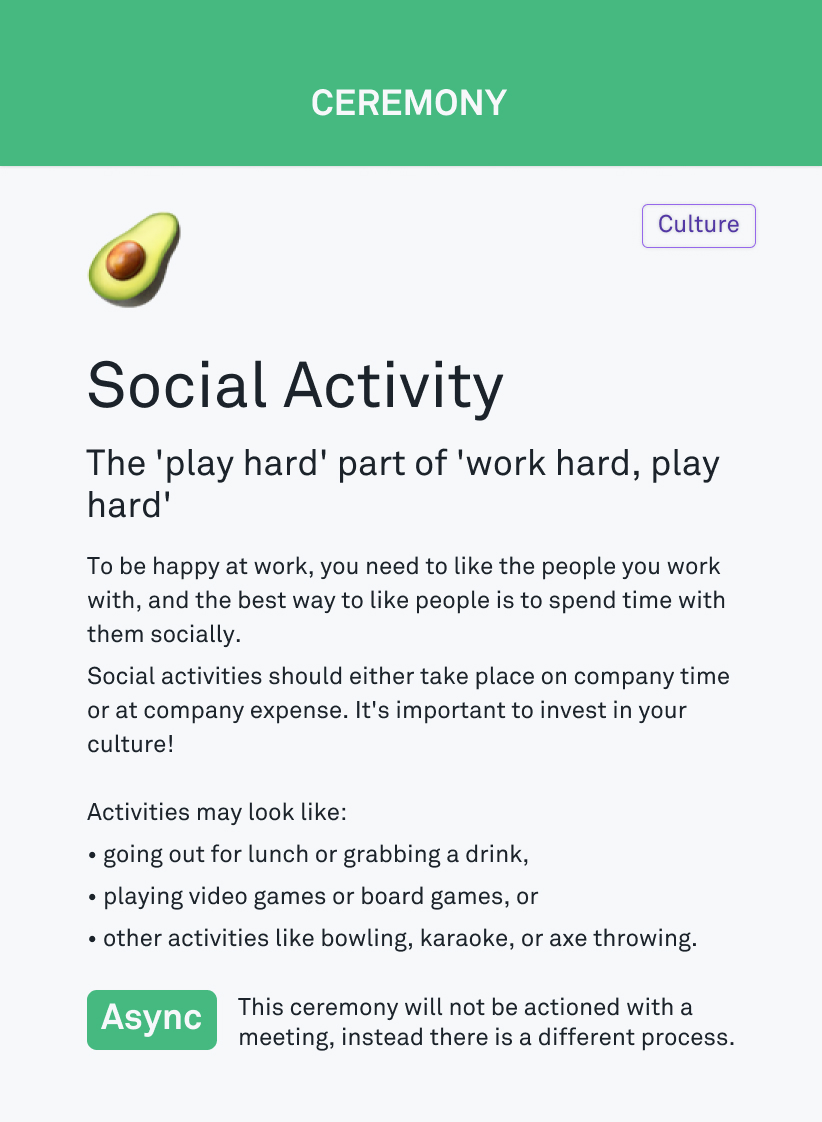 CEREMONY
Culture
Social Activity
The 'play hard' part of 'work hard, play
hard'
To be happy at work, you need to like the people you work
with, and the best way to like people is to spend time with
them socially.
Social activities should either take place on company time
or at company expense. It's important to invest in your
culture!
Activities may look like:
• going out for lunch or grabbing a drink,
• playing video games or board games, or
• other activities like bowling, karaoke, or axe throwing.
Async
This ceremony will not be actioned with a
meeting, instead there is a different process.